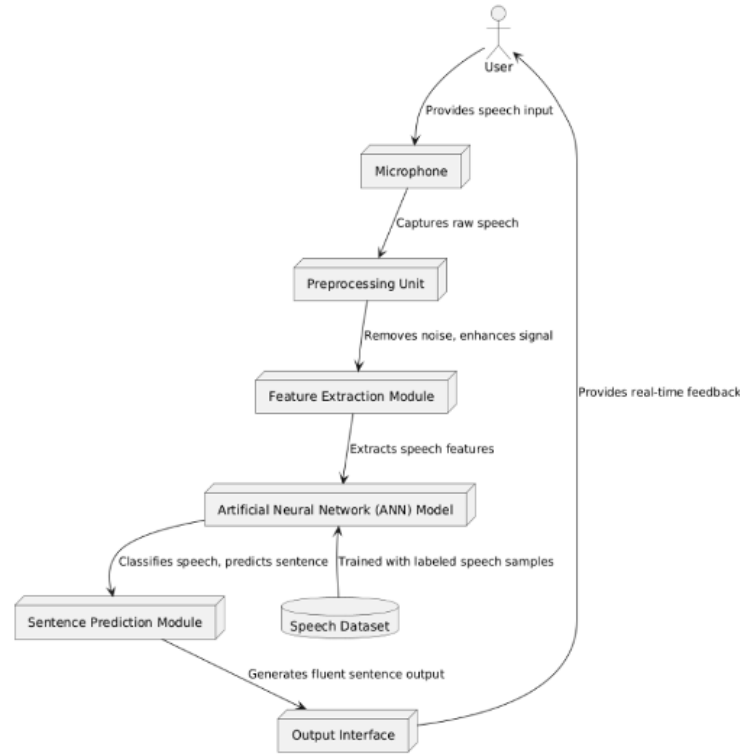 User
Provides speech input
Microphone
Captures raw speech
Preprocessing Unit
Removes noise, enhances signal
Provides real-time feedback
Feature Extraction Module
Extracts speech features
Artificial Neural Network (ANN) Model
Classifies speech, predicts sentence
Trained with labeled speech samples
Sentence Prediction Module
Speech Dataset
Generates fluent sentence output
Output Interface